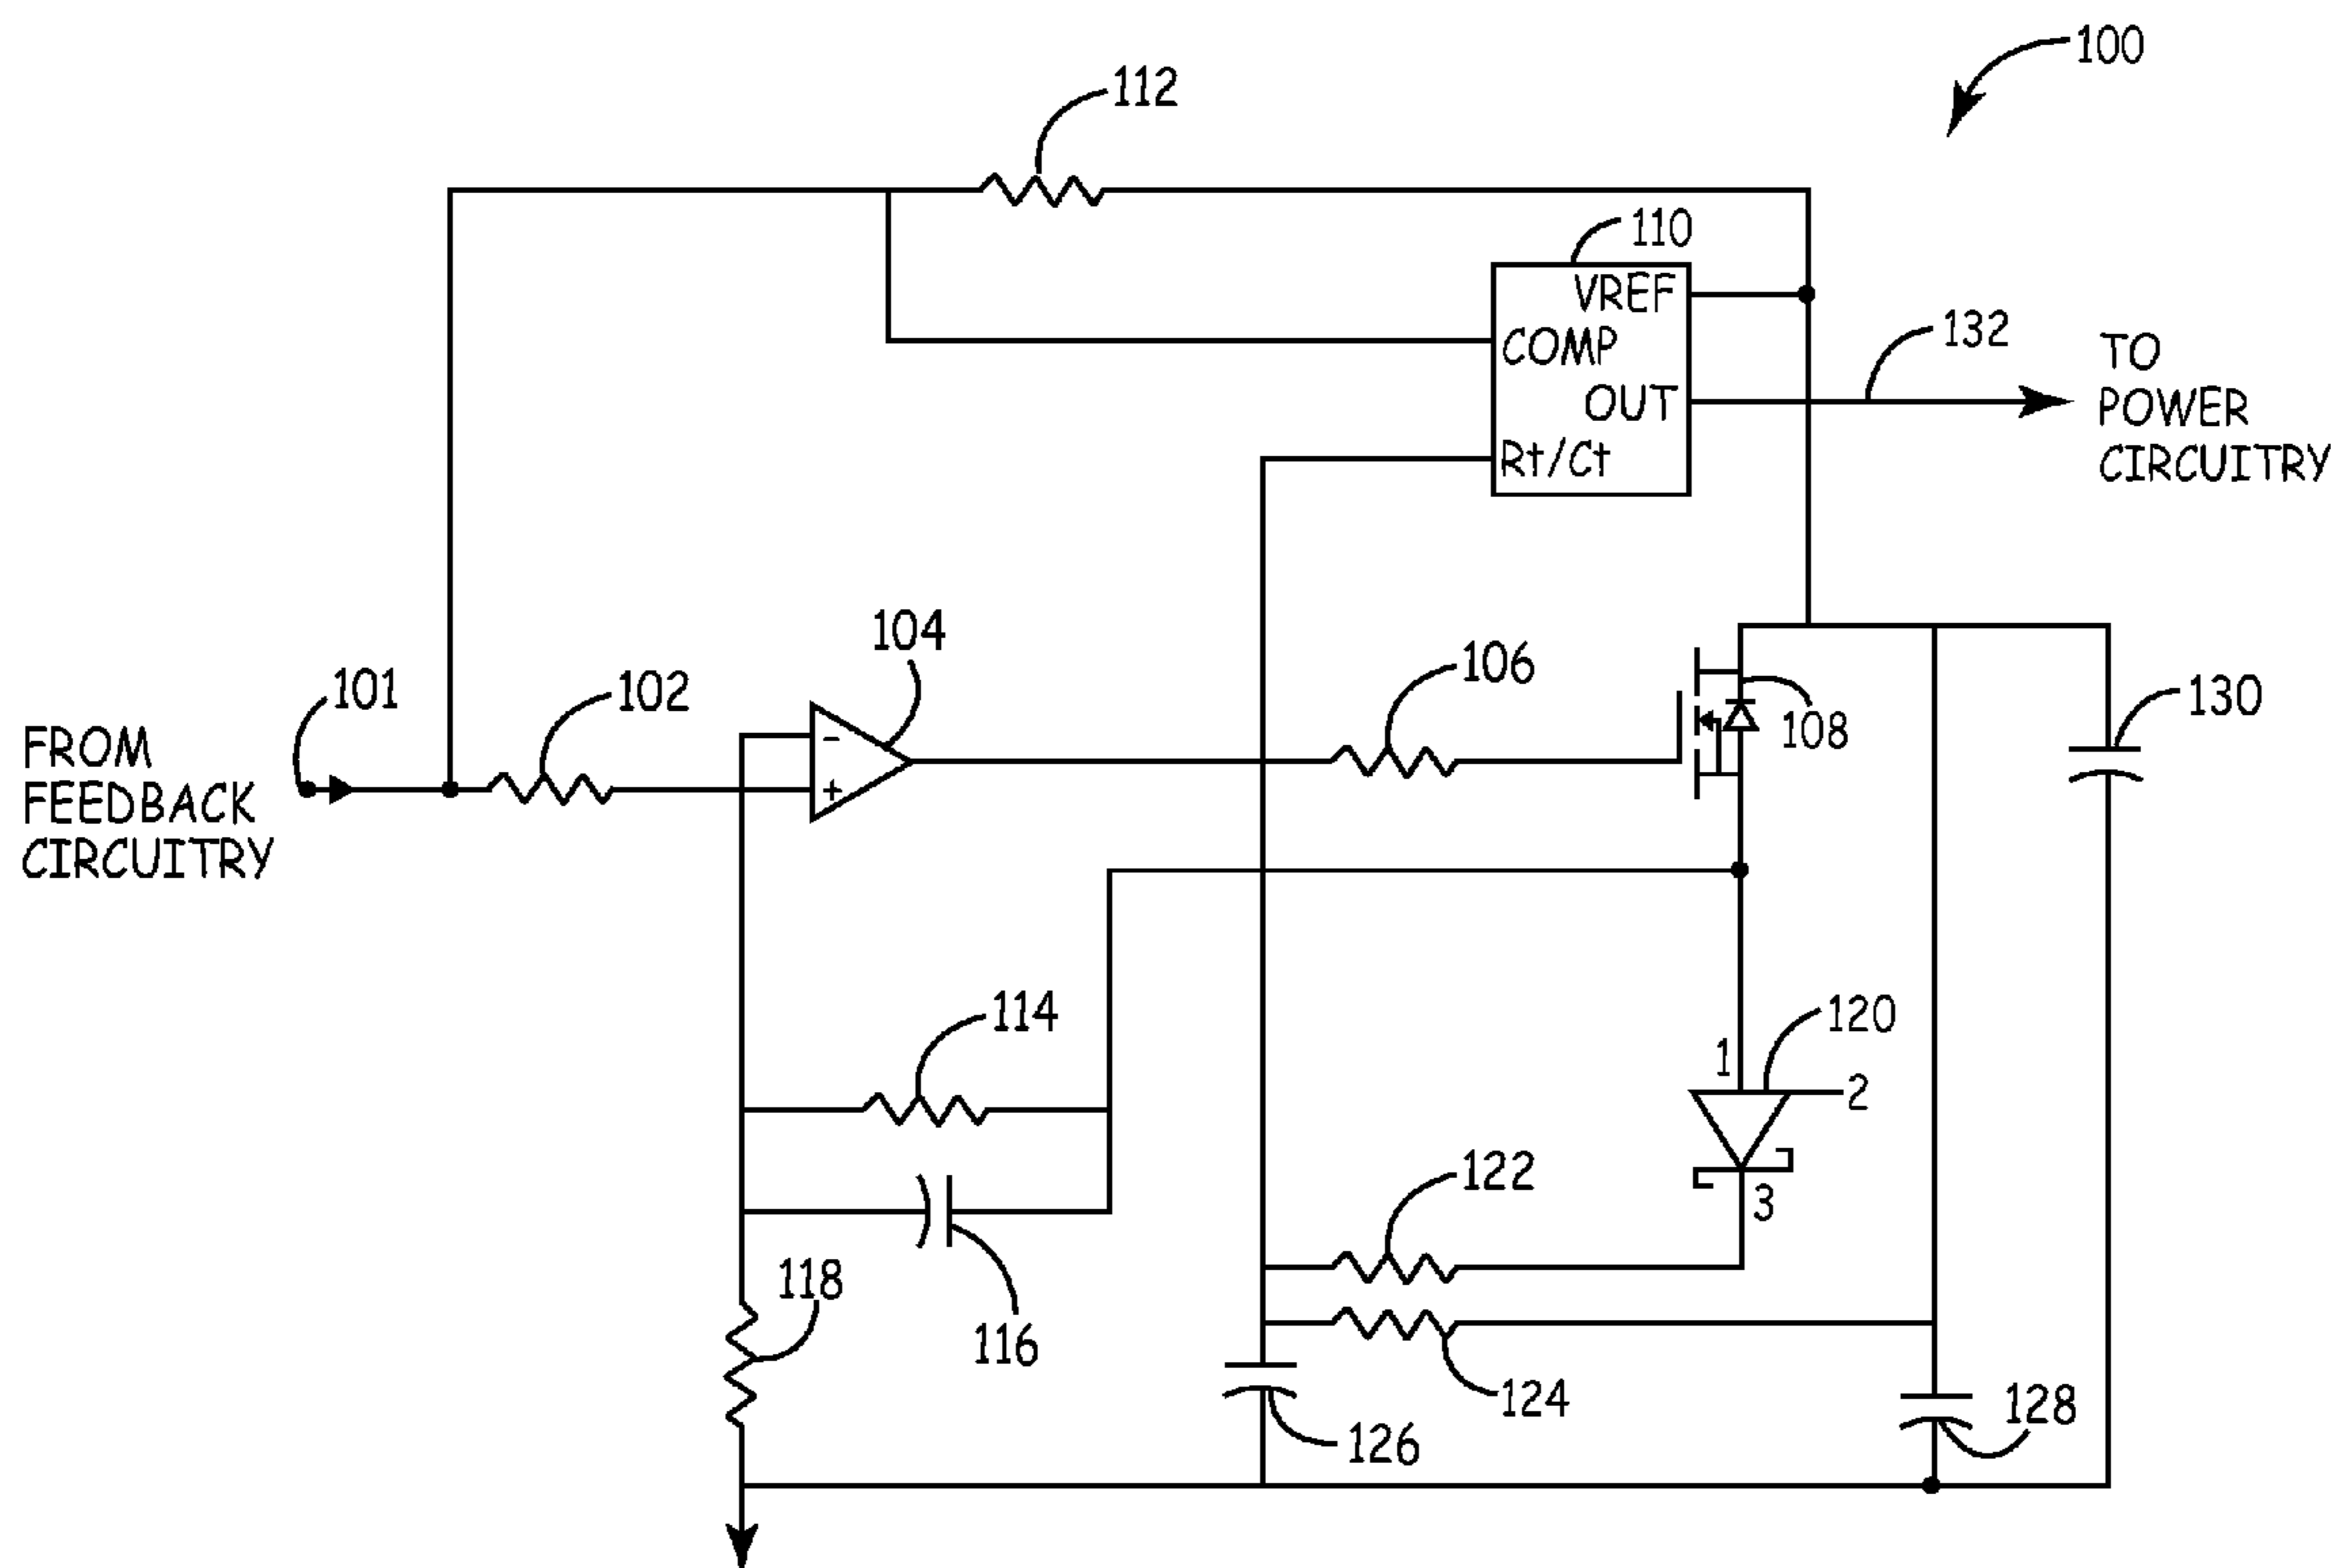 100
112
110
VREF
COMP
OUT
Rt/Ct
132
TO
POWER
CIRCUITRY
104
106
101
102
108
130
FROM
FEEDBACK
CIRCUITRY
-
+
114
120
1
2
122
3
118
116
124
128
126